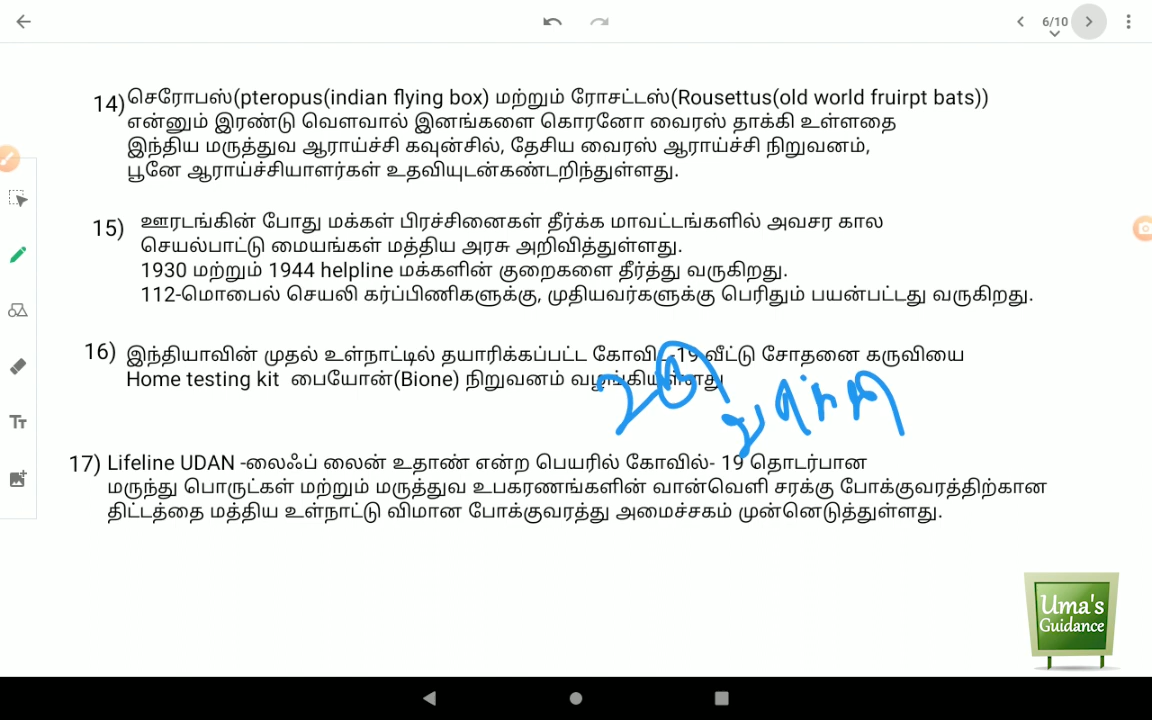 6/10
14) செரோபஸ்(pteropus(indian flying box) மற்றும் ரோசட்டஸ்(Rousettus(old world fruirpt bats))
என்னும் இரண்டு வௌவால் இனங்களை கொரனோ வைரஸ் தாக்கி உள்ளதை
இந்திய மருத்துவ ஆராய்ச்சி கவுன்சில், தேசிய வைரஸ் ஆராய்ச்சி நிறுவனம்,
பூனே ஆராய்ச்சியாளர்கள் உதவியுடன்கண்டறிந்துள்ளது.
15) ஊரடங்கின் போது மக்கள் பிரச்சினைகள் தீர்க்க மாவட்டங்களில் அவசர கால
செயல்பாட்டு மையங்கள் மத்திய அரசு அறிவித்துள்ளது.
1930 மற்றும் 1944 helpline மக்களின் குறைகளை தீர்த்து வருகிறது.
112-மொபைல் செயலி கர்ப்பிணிகளுக்கு, முதியவர்களுக்கு பெரிதும் பயன்பட்டது வருகிறது.
16) இந்தியாவின் முதல் உள்நாட்டில் தயாரிக்கப்பட்ட கோவிட்-19 வீட்டு சோதனை கருவியை
Home testing kit பையோன்(Bione) நிறுவனம் வழங்கியுள்ளது
17) Lifeline UDAN -லைஃப் லைன் உதாண் என்ற பெயரில் கோவில்- 19 தொடர்பான
மருந்து பொருட்கள் மற்றும் மருத்துவ உபகரணங்களின் வான்வெளி சரக்கு போக்குவரத்திற்கான
திட்டத்தை மத்திய உள்நாட்டு விமான போக்குவரத்து அமைச்சகம் முன்னெடுத்துள்ளது.
Tт
Uma's
Guidance